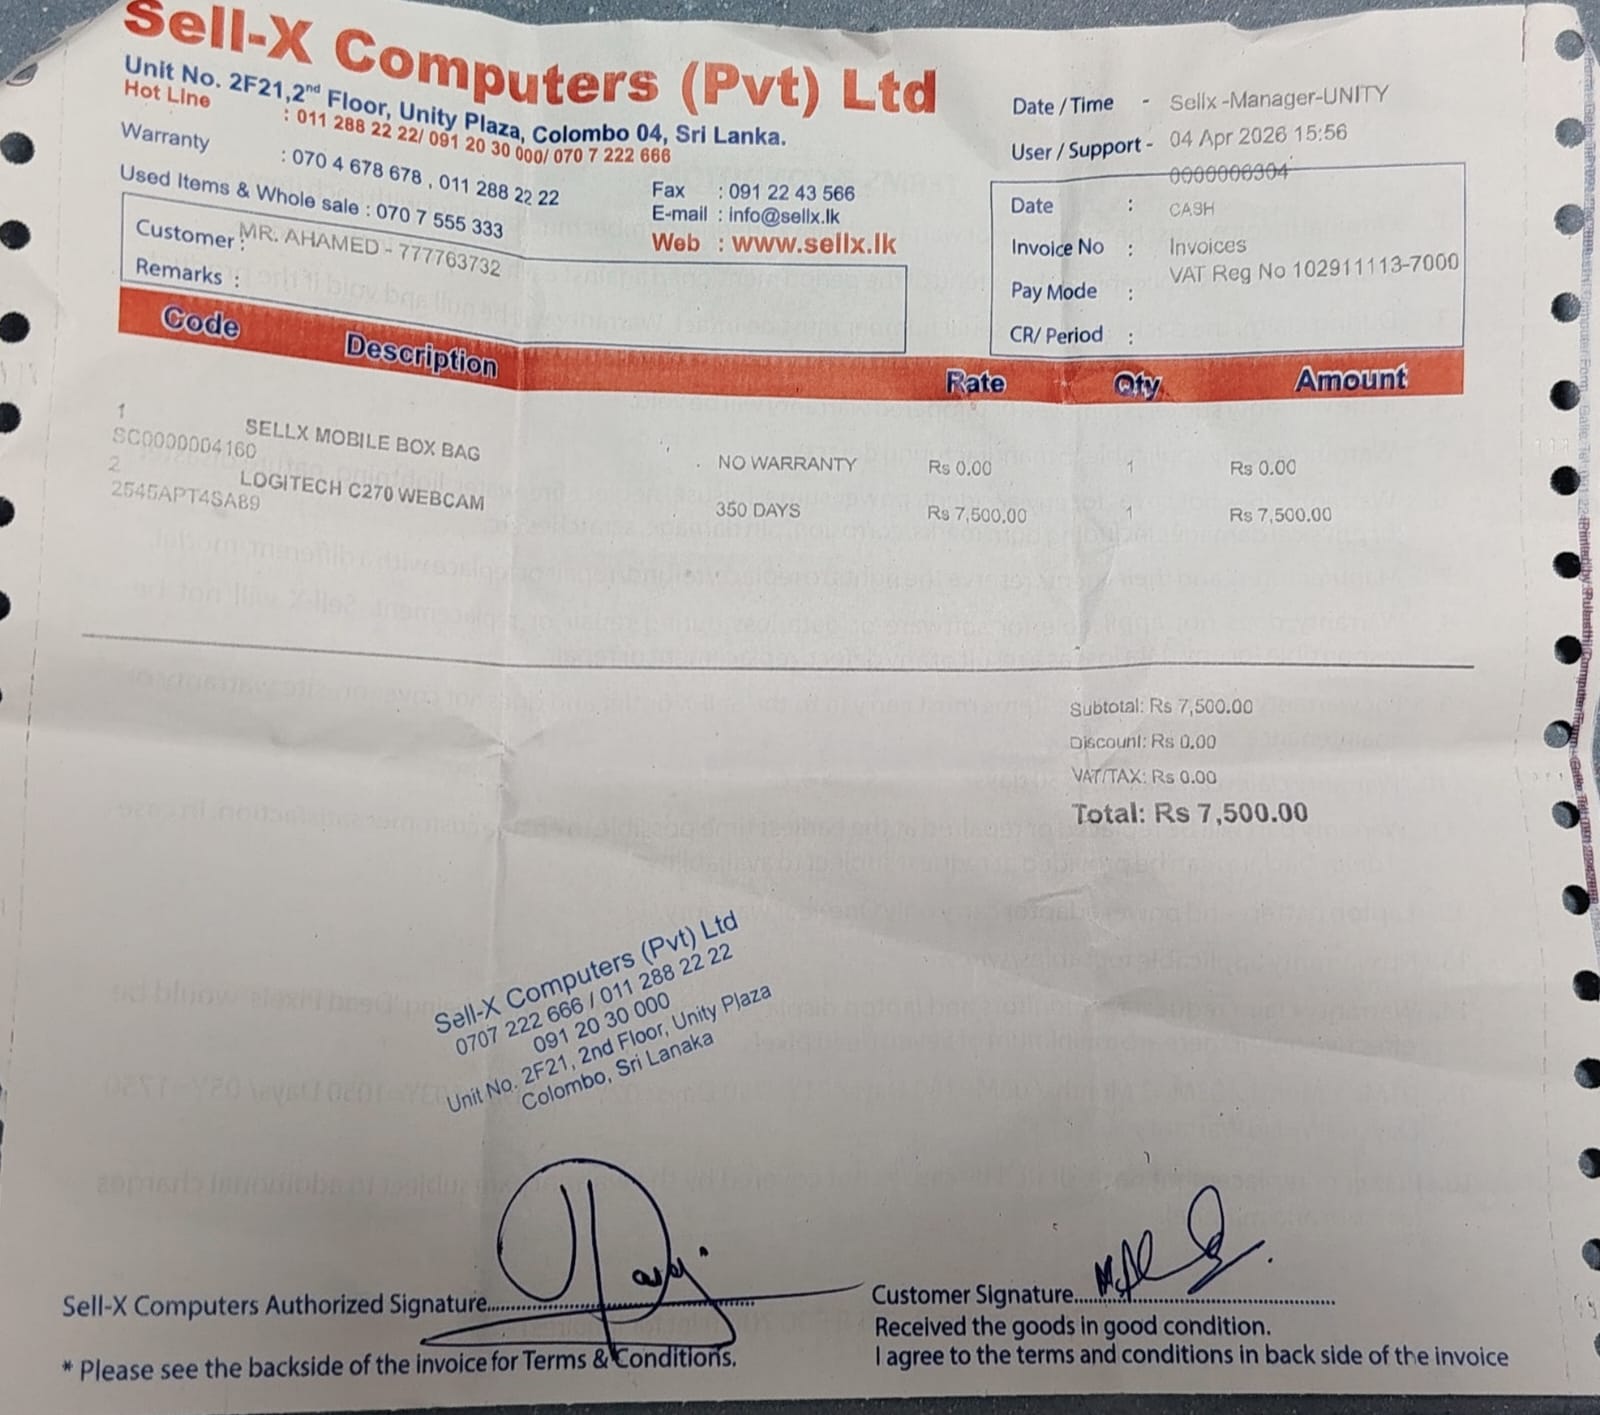 Sell-X Computers (Pvt) Ltd
Unit No. 2F21,2nd Floor, Unity Plaza, Colombo 04, Sri Lanka.
Hot Line : 011 288 22 22/ 091 20 30 000/ 070 7 222 666
Warranty : 070 4 678 678 , 011 288 22 22
Used Items & Whole sale : 070 7 555 333
Fax : 091 22 43 566
E-mail : info@sellx.lk
Web : www.sellx.lk
Date / Time - Sellx -Manager-UNITY
User / Support - 04 Apr 2026 15:56
0000000304
Date : CASH
Invoice No : Invoices
VAT Reg No 102911113-7000
Pay Mode :
CR/ Period :
Customer : MR. AHAMED - 777763732
Remarks :
Code Description Rate Qty Amount
1 SELLX MOBILE BOX BAG NO WARRANTY Rs 0.00 1 Rs 0.00
SC0000004160
2 LOGITECH C270 WEBCAM 350 DAYS Rs 7,500.00 1 Rs 7,500.00
2545APT4SA89
Subtotal: Rs 7,500.00
Discount: Rs 0.00
VAT/TAX: Rs 0.00
Total: Rs 7,500.00
Sell-X Computers (Pvt) Ltd
0707 222 666 / 011 288 22 22
091 20 30 000
Unit No. 2F21, 2nd Floor, Unity Plaza
Colombo, Sri Lanaka
Sell-X Computers Authorized Signature
Customer Signature
Received the goods in good condition.
* Please see the backside of the invoice for Terms & Conditions.
I agree to the terms and conditions in back side of the invoice